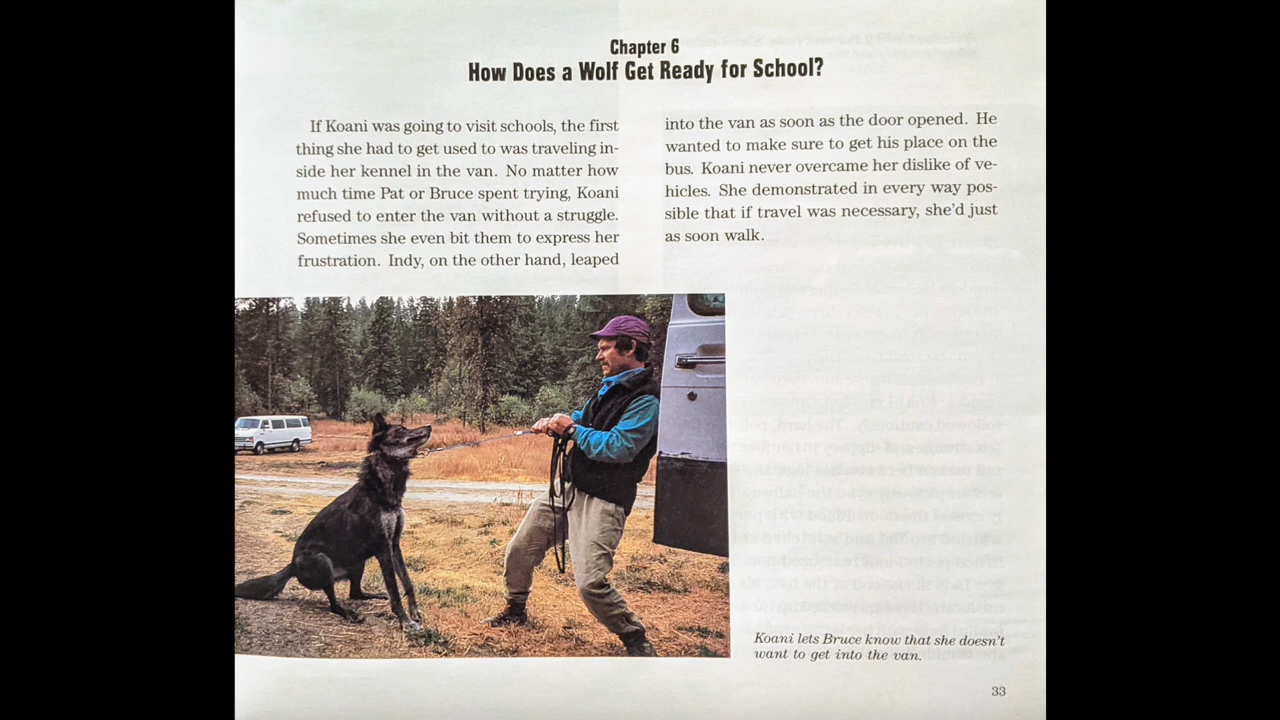 Chapter 6
How Does a Wolf Get Ready for School?
If Koani was going to visit schools, the first
thing she had to get used to was traveling in-
side her kennel in the van. No matter how
much time Pat or Bruce spent trying, Koani
refused to enter the van without a struggle.
Sometimes she even bit them to express her
frustration. Indy, on the other hand, leaped
into the van as soon as the door opened. He
wanted to make sure to get his place on the
bus. Koani never overcame her dislike of ve-
hicles. She demonstrated in every way pos-
sible that if travel was necessary, she'd just
as soon walk.
Koani lets Bruce know that she doesn't
want to get into the van.
33